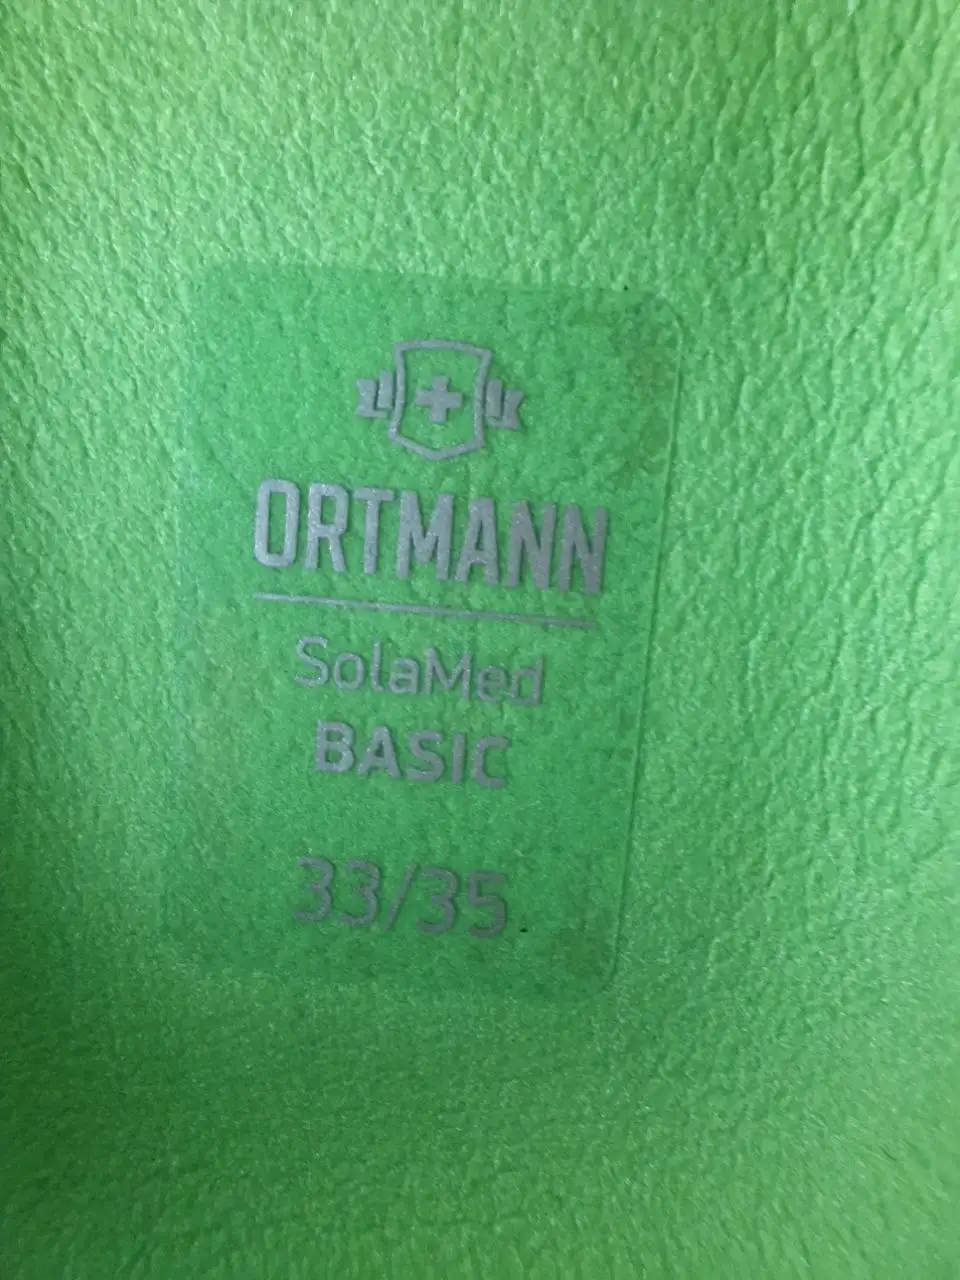 ORTMANN
SolaMed
BASIC
33/35